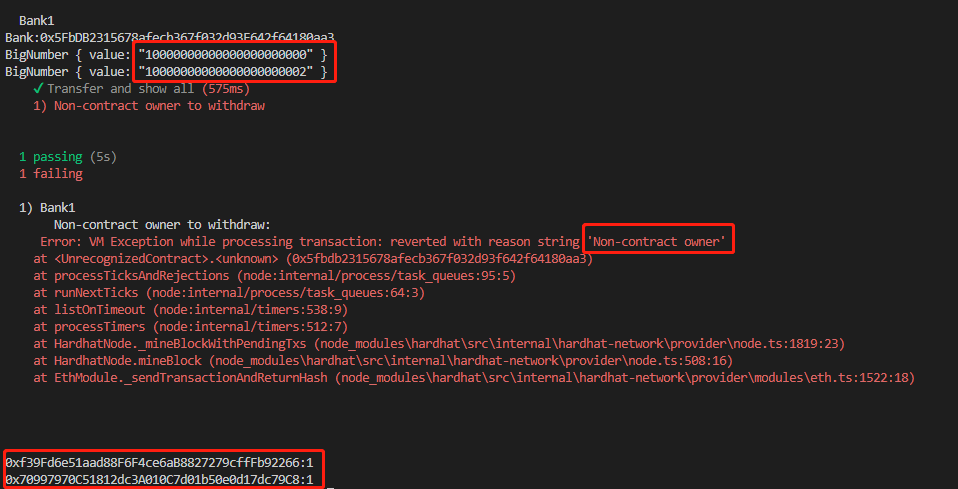 Bank1
Bank:0x5FbDB2315678afecb367f032d93F642f64180aa3
BigNumber { value: "10000000000000000000000" }
BigNumber { value: "10000000000000000000002" }
✓ Transfer and show all (575ms)
1) Non-contract owner to withdraw
1 passing (5s)
1 failing
1) Bank1
Non-contract owner to withdraw:
Error: VM Exception while processing transaction: reverted with reason string 'Non-contract owner'
at <UnrecognizedContract>.<unknown> (0x5fbdb2315678afecb367f032d93f642f64180aa3)
at processTicksAndRejections (node:internal/process/task_queues:95:5)
at runNextTicks (node:internal/process/task_queues:64:3)
at listOnTimeout (node:internal/timers:538:9)
at processTimers (node:internal/timers:512:7)
at HardhatNode._mineBlockWithPendingTxs (node_modules\hardhat\src\internal\hardhat-network\provider\node.ts:1819:23)
at HardhatNode.mineBlock (node_modules\hardhat\src\internal\hardhat-network\provider\node.ts:508:16)
at EthModule._sendTransactionAndReturnHash (node_modules\hardhat\src\internal\hardhat-network\provider\modules\eth.ts:1522:18)
0xf39Fd6e51aad88F6F4ce6aB8827279cffFb92266:1
0x70997970C51812dc3A010C7d01b50e0d17dc79C8:1